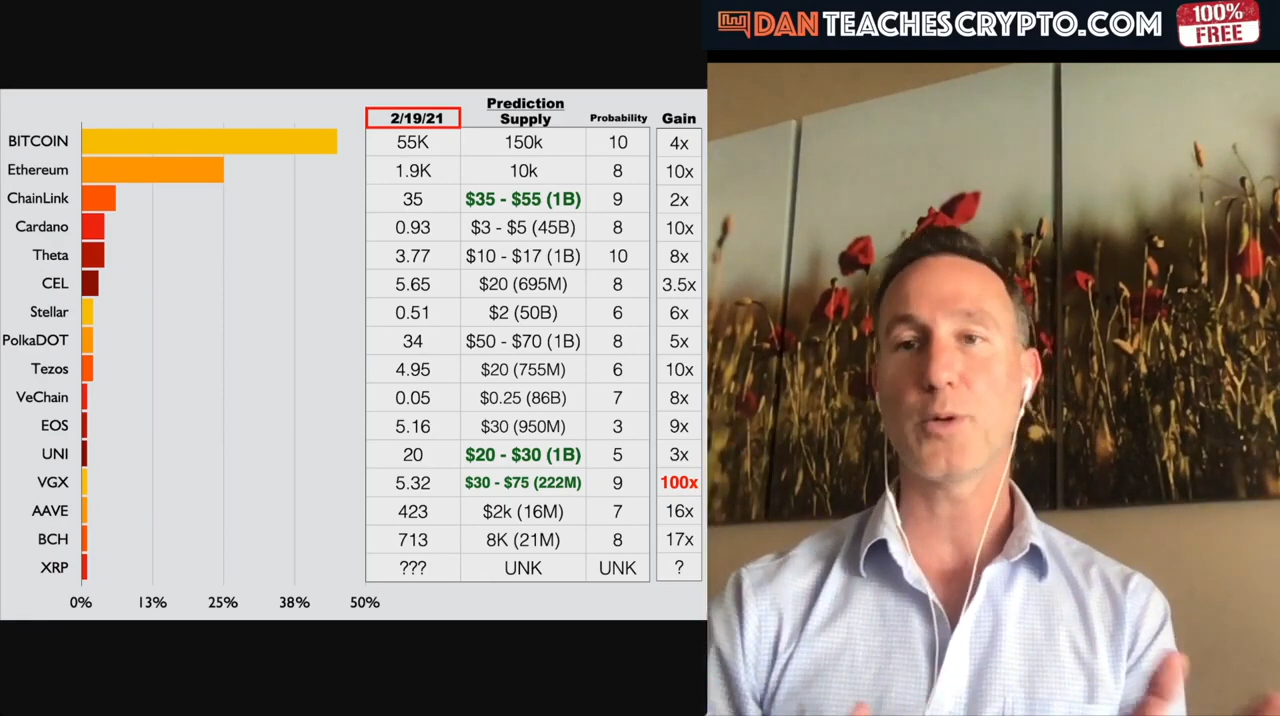 DANTEACHESCRYPTO.COM
100%
FREE
2/19/21 Prediction Supply Probability Gain
BITCOIN 55K 150k 10 4x
Ethereum 1.9K 10k 8 10x
ChainLink 35 $35 - $55 (1B) 9 2x
Cardano 0.93 $3 - $5 (45B) 8 10x
Theta 3.77 $10 - $17 (1B) 10 8x
CEL 5.65 $20 (695M) 8 3.5x
Stellar 0.51 $2 (50B) 6 6x
PolkaDOT 34 $50 - $70 (1B) 8 5x
Tezos 4.95 $20 (755M) 6 10x
VeChain 0.05 $0.25 (86B) 7 8x
EOS 5.16 $30 (950M) 3 9x
UNI 20 $20 - $30 (1B) 5 3x
VGX 5.32 $30 - $75 (222M) 9 100x
AAVE 423 $2k (16M) 7 16x
BCH 713 8K (21M) 8 17x
XRP ??? UNK UNK ?
0% 13% 25% 38% 50%